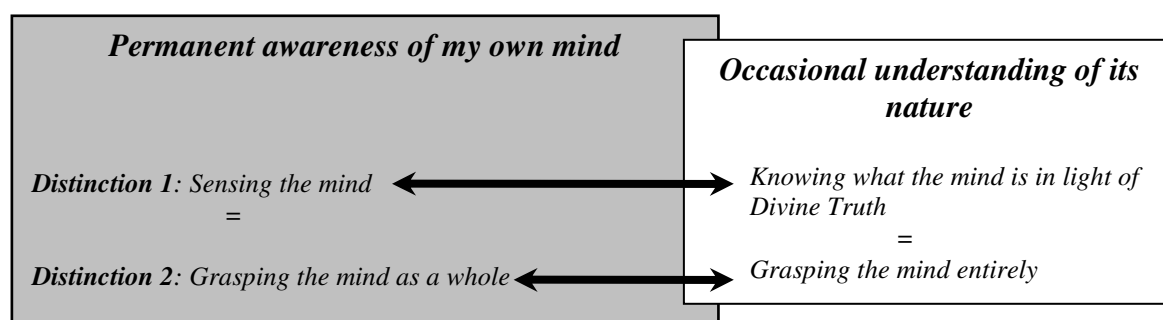 Permanent awareness of my own mind
Occasional understanding of its
nature
Distinction 1: Sensing the mind
=
Distinction 2: Grasping the mind as a whole
Knowing what the mind is in light of
Divine Truth
=
Grasping the mind entirely